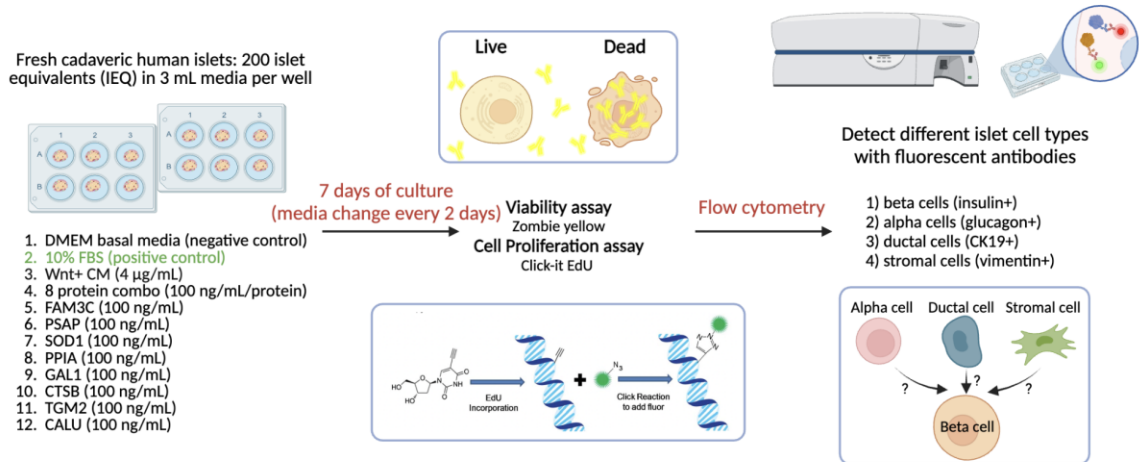 Fresh cadaveric human islets: 200 islet
equivalents (IEQ) in 3 mL media per well
1 2 3
A
B
1 2 3
A
B
1. DMEM basal media (negative control)
2. 10% FBS (positive control)
3. Wnt+ CM (4 µg/mL)
4. 8 protein combo (100 ng/mL/protein)
5. FAM3C (100 ng/mL)
6. PSAP (100 ng/mL)
7. SOD1 (100 ng/mL)
8. PPIA (100 ng/mL)
9. GAL1 (100 ng/mL)
10. CTSB (100 ng/mL)
11. TGM2 (100 ng/mL)
12. CALU (100 ng/mL)
7 days of culture
(media change every 2 days)
Live Dead
Viability assay
Zombie yellow
Cell Proliferation assay
Click-it EdU
HO
HO
O
O
N
NH
O
EdU
Incorporation
+
N₃
Click Reaction
to add fluor
N
N
N
Flow cytometry
Detect different islet cell types
with fluorescent antibodies
1) beta cells (insulin+)
2) alpha cells (glucagon+)
3) ductal cells (CK19+)
4) stromal cells (vimentin+)
Alpha cell Ductal cell Stromal cell
? ? ?
Beta cell